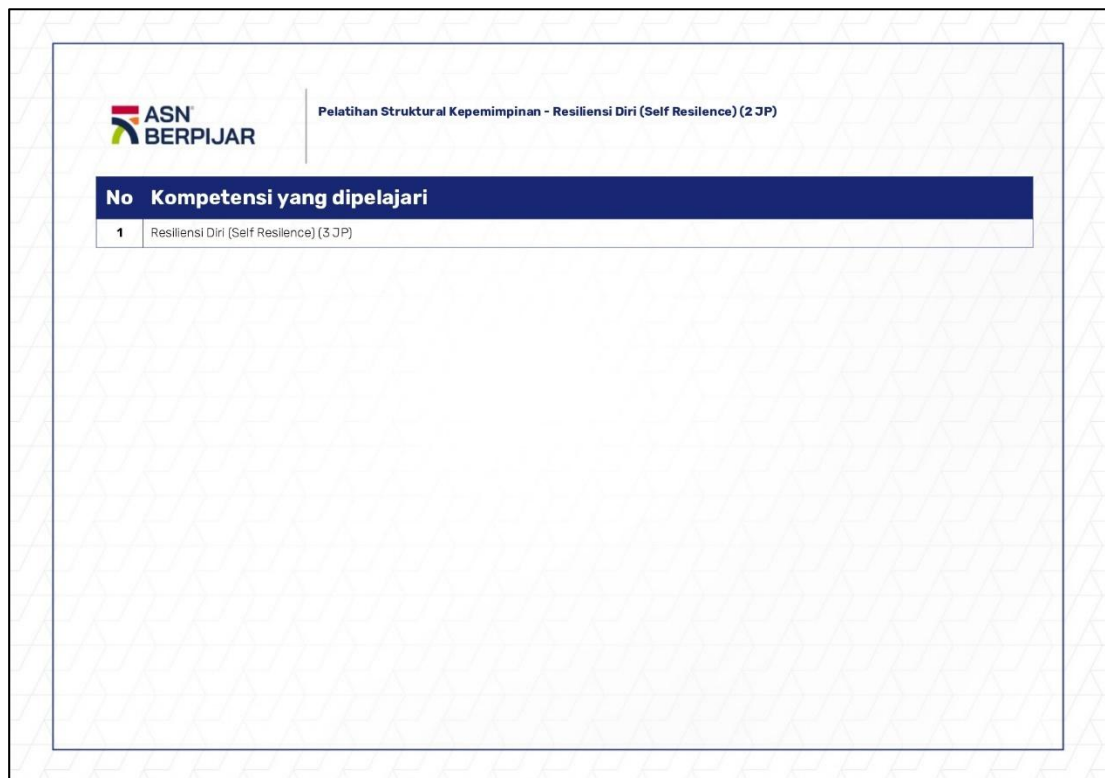 ASN
BERPIJAR
Pelatihan Struktural Kepemimpinan - Resiliensi Diri (Self Resilence) (2 JP)
No Kompetensi yang dipelajari
1 Resiliensi Diri (Self Resilence) (3 JP)